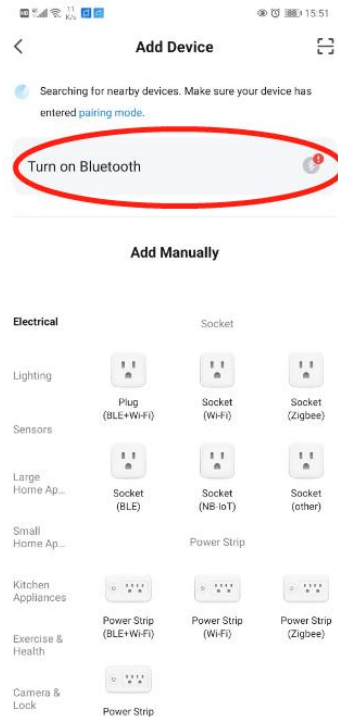 11
K/s
15:51
Add Device
Searching for nearby devices. Make sure your device has
entered pairing mode.
Turn on Bluetooth
Add Manually
Electrical
Socket
Lighting
Plug
(BLE+Wi-Fi)
Socket
(Wi-Fi)
Socket
(Zigbee)
Sensors
Large
Home Ap...
Socket
(BLE)
Socket
(NB-IoT)
Socket
(other)
Small
Home Ap...
Power Strip
Kitchen
Appliances
Power Strip
(BLE+Wi-Fi)
Power Strip
(Wi-Fi)
Power Strip
(Zigbee)
Exercise &
Health
Camera &
Lock
Power Strip